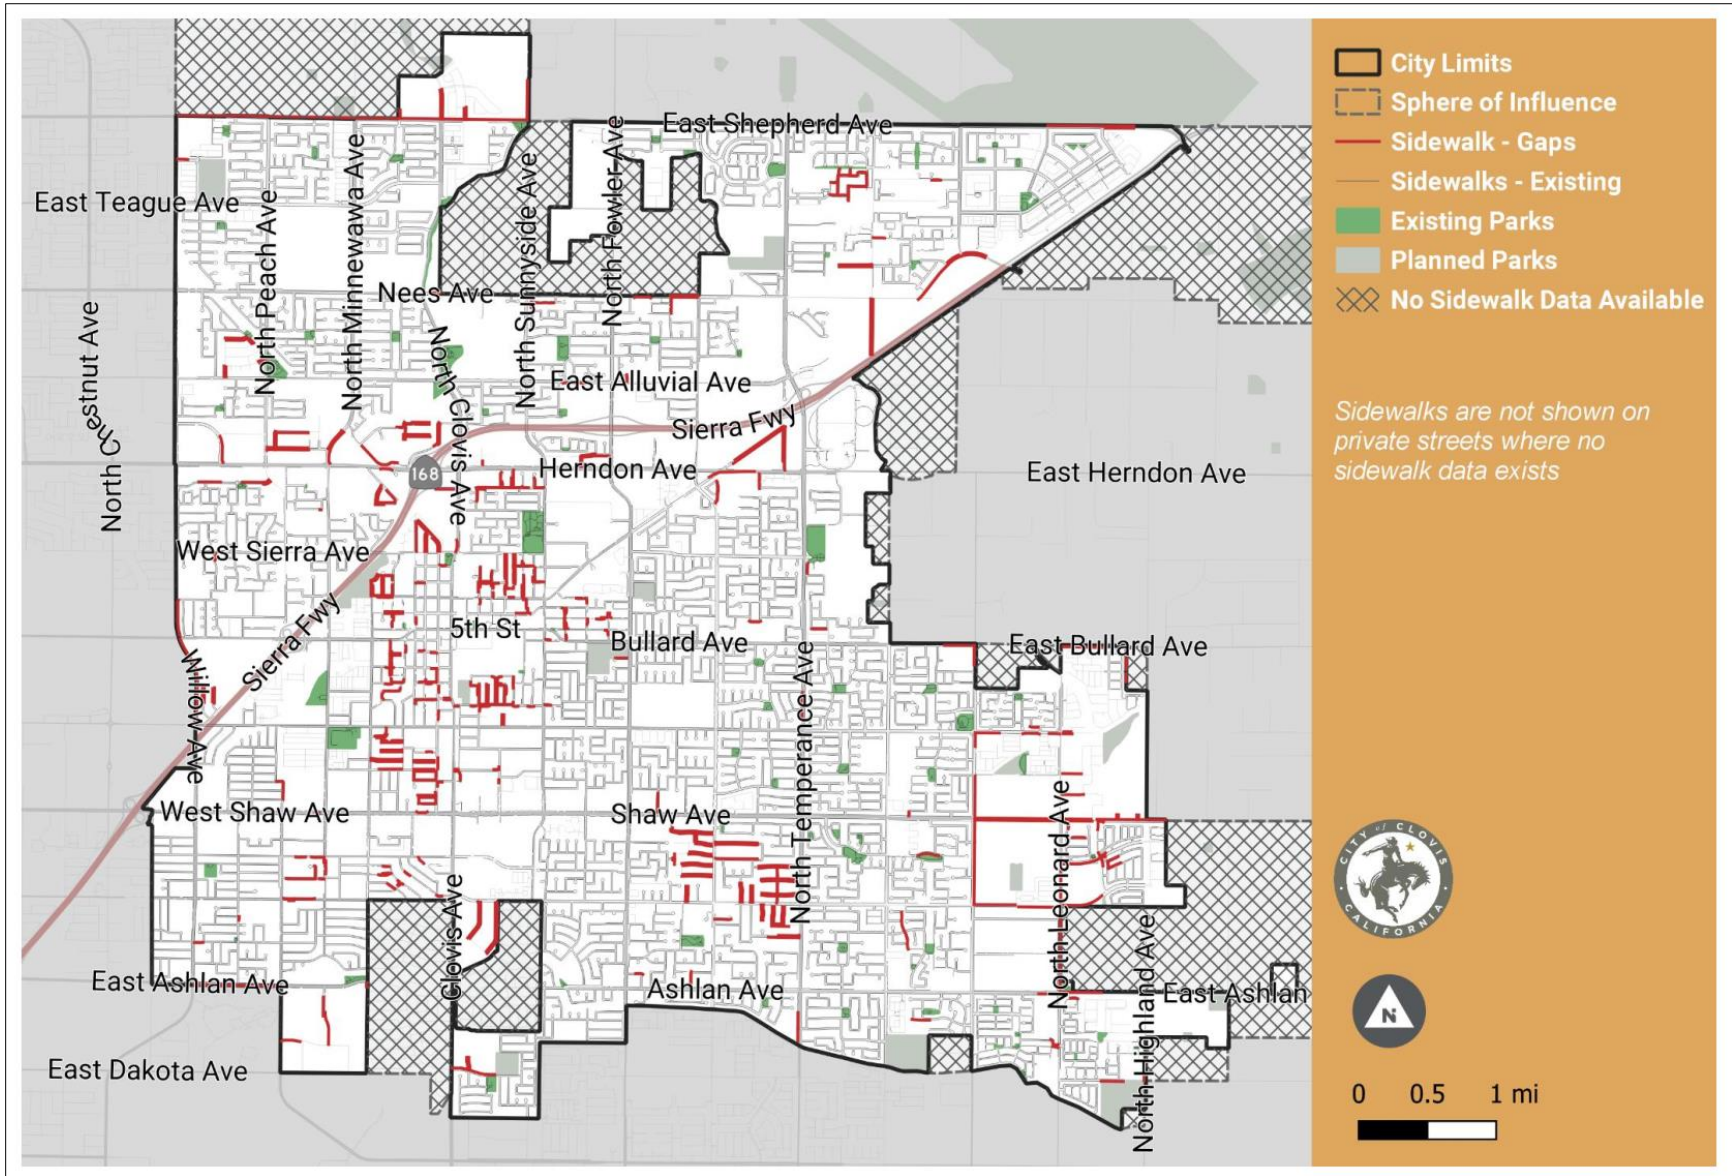 City Limits
Sphere of Influence
Sidewalk - Gaps
Sidewalks - Existing
Existing Parks
Planned Parks
No Sidewalk Data Available
Sidewalks are not shown on
private streets where no
sidewalk data exists
CITY of CLOVIS
CALIFORNIA
N
0 0.5 1 mi
East Shepherd Ave
East Teague Ave
North Peach Ave
North Minnewawa Ave
North Sunnyside Ave
North Fowler Ave
Nees Ave
North Chestnut Ave
North Clovis Ave
East Alluvial Ave
Sierra Fwy
Herndon Ave
East Herndon Ave
168
West Sierra Ave
Sierra Fwy
5th St
Bullard Ave
East Bullard Ave
Willow Ave
North Temperance Ave
West Shaw Ave
Shaw Ave
North Leonard Ave
Clovis Ave
North Highland Ave
East Ashlan Ave
Ashlan Ave
East Ashlan
East Dakota Ave